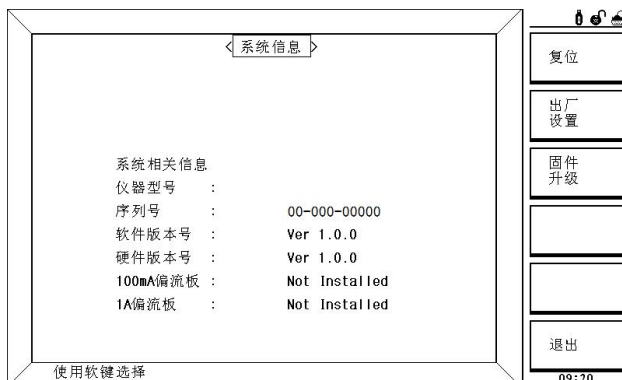 系统信息
系统相关信息
仪器型号 :
序列号 : 00-000-00000
软件版本号 : Ver 1.0.0
硬件版本号 : Ver 1.0.0
100mA偏流板 : Not Installed
1A偏流板 : Not Installed
使用软键选择
复位
出厂
设置
固件
升级
退出
09:20